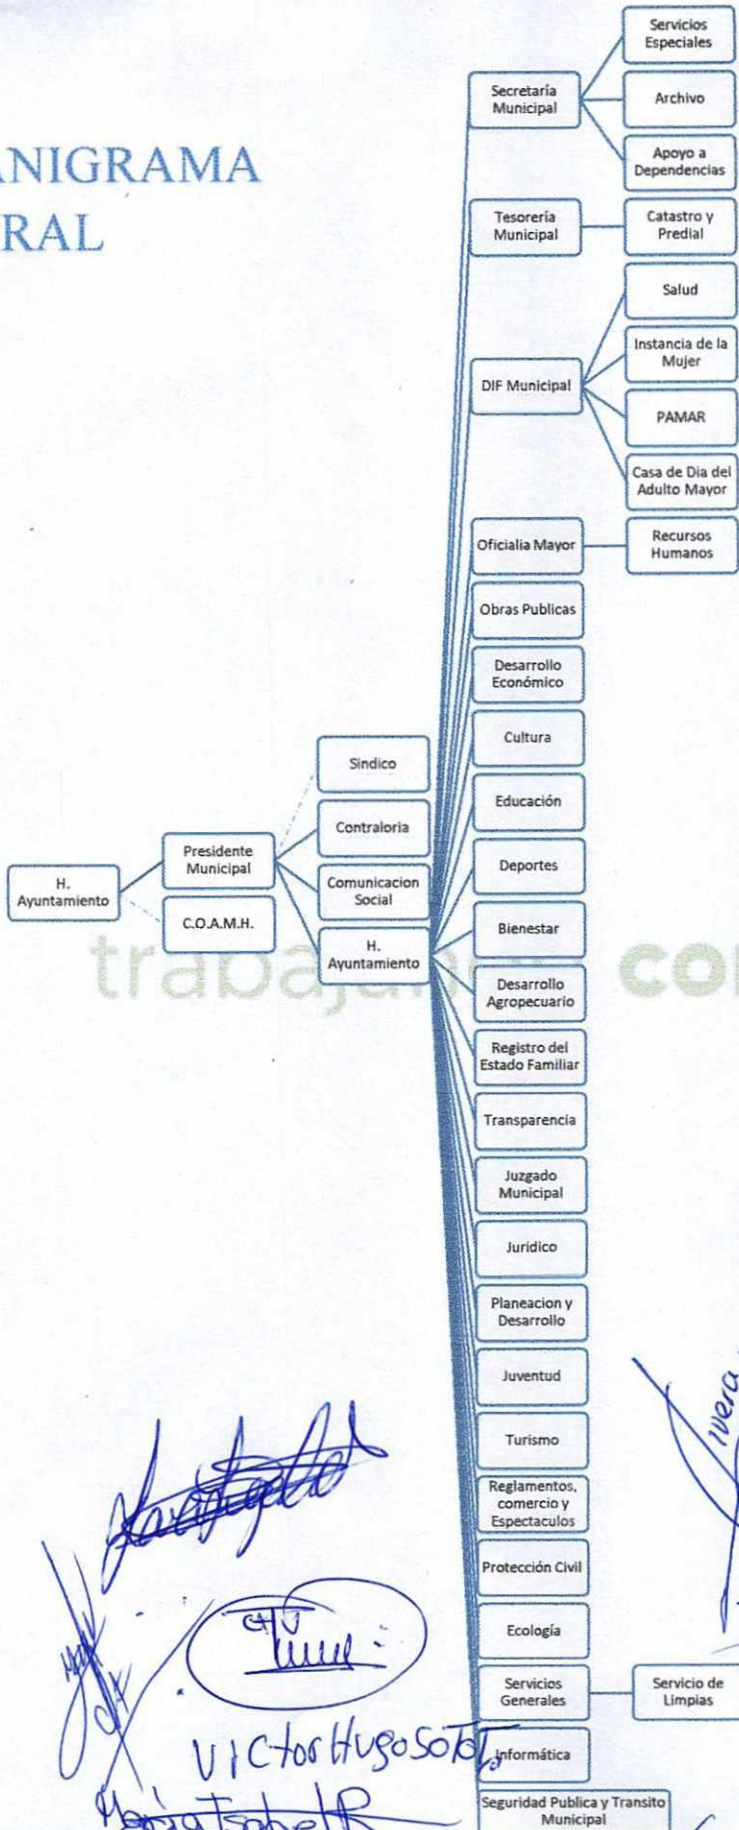 ANIGRAMA
RAL
Servicios
Especiales
Secretaría
Municipal
Archivo
Apoyo a
Dependencias
Tesorería
Municipal
Catastro y
Predial
Salud
Instancia de la
Mujer
DIF Municipal
PAMAR
Casa de Dia del
Adulto Mayor
Oficialia Mayor
Recursos
Humanos
Obras Publicas
Desarrollo
Económico
Cultura
Educación
Deportes
Bienestar
Desarrollo
Agropecuario
Registro del
Estado Familiar
Transparencia
Juzgado
Municipal
Juridico
Planeacion y
Desarrollo
Juventud
Turismo
Reglamentos,
comercio y
Espectaculos
Protección Civil
Ecología
Servicios
Generales
Servicio de
Limpias
Informática
Seguridad Publica y Transito
Municipal
Sindico
Contraloria
Comunicacion
Social
H.
Ayuntamiento
Presidente
Municipal
C.O.A.M.H.
H.
Ayuntamiento
Victor Hugo Soto T.
Maria Isabel R